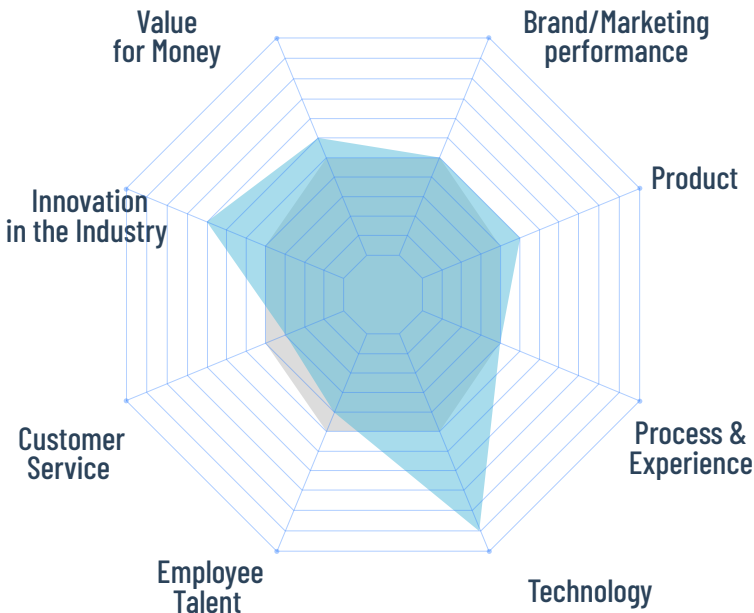 Value
for Money
Brand/Marketing
performance
Product
Innovation
in the Industry
Customer
Service
Process &
Experience
Employee
Talent
Technology